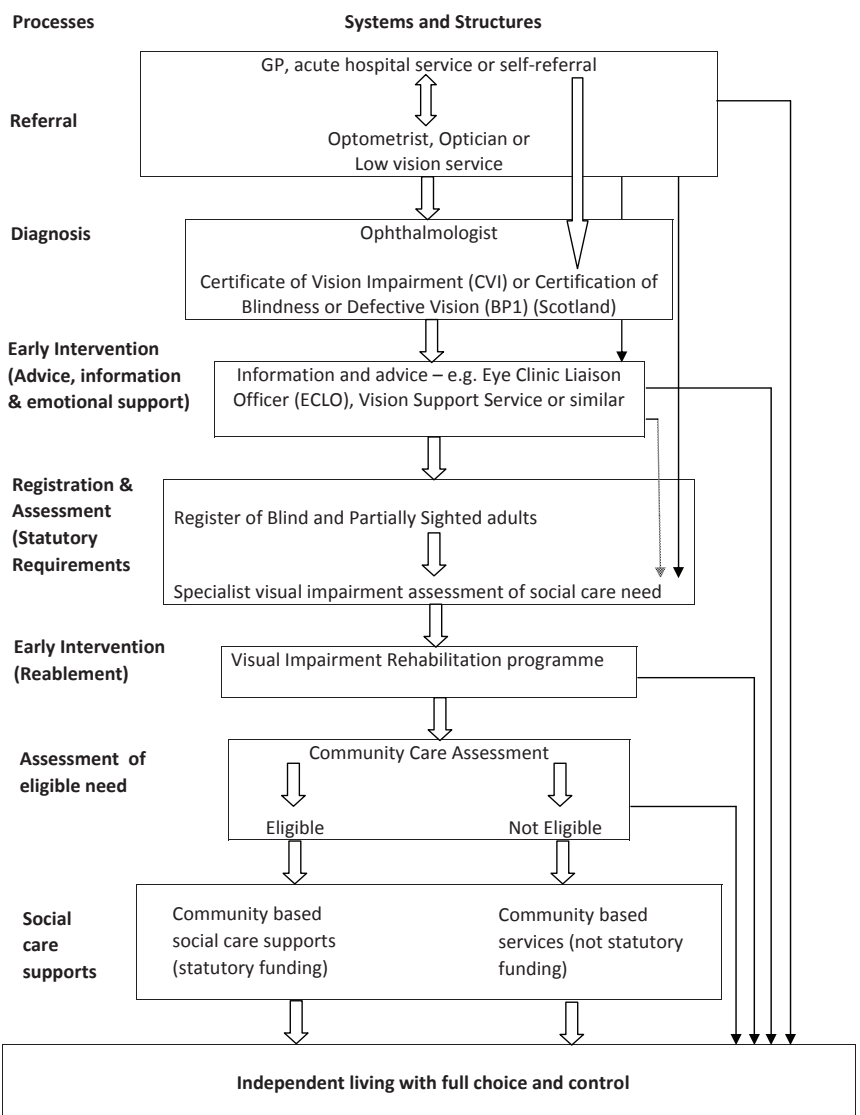 Processes Systems and Structures
GP, acute hospital service or self-referral
Referral
Optometrist, Optician or
Low vision service
Diagnosis
Ophthalmologist
Certificate of Vision Impairment (CVI) or Certification of
Blindness or Defective Vision (BP1) (Scotland)
Early Intervention
(Advice, information
& emotional support)
Information and advice – e.g. Eye Clinic Liaison
Officer (ECLO), Vision Support Service or similar
Registration &
Assessment
(Statutory
Requirements
Register of Blind and Partially Sighted adults
Specialist visual impairment assessment of social care need
Early Intervention
(Reablement)
Visual Impairment Rehabilitation programme
Assessment of
eligible need
Community Care Assessment
Eligible Not Eligible
Social
care
supports
Community based
social care supports
(statutory funding)
Community based
services (not statutory
funding)
Independent living with full choice and control